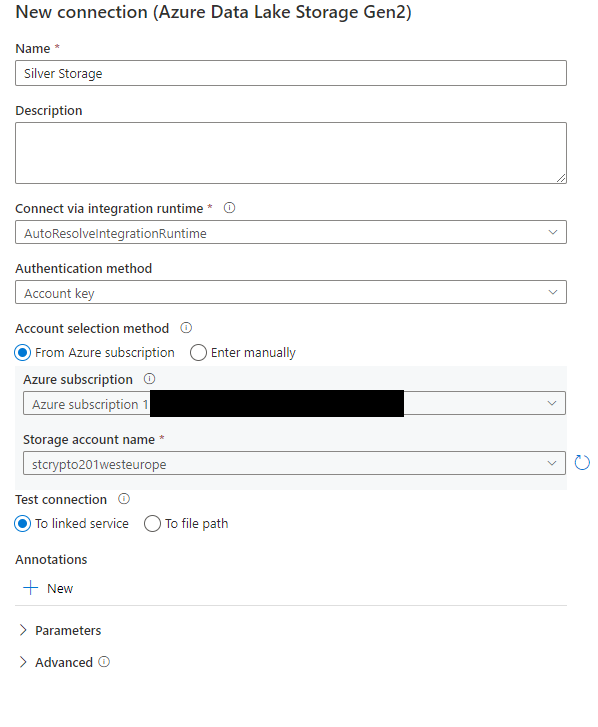 New connection (Azure Data Lake Storage Gen2)
Name *
Silver Storage
Description
Connect via integration runtime *
AutoResolveIntegrationRuntime
Authentication method
Account key
Account selection method
From Azure subscription Enter manually
Azure subscription
Azure subscription 1
Storage account name *
stcrypto201westeurope
Test connection
To linked service To file path
Annotations
New
Parameters
Advanced